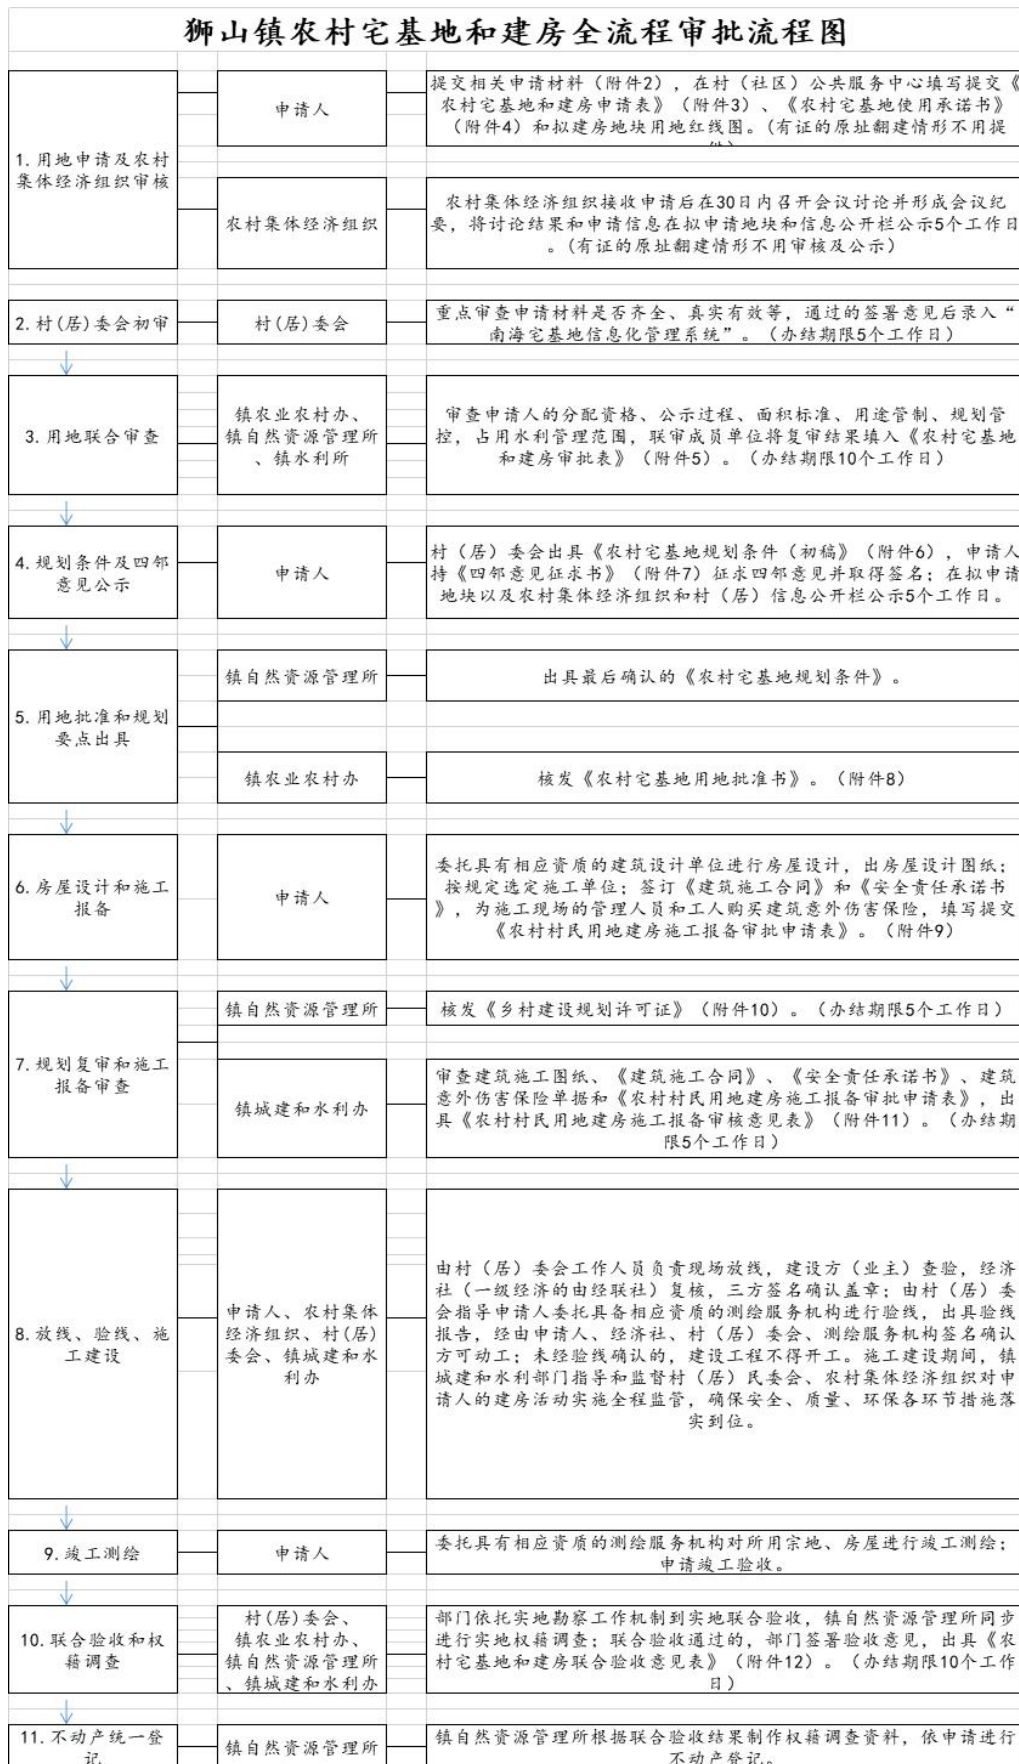 狮山镇农村宅基地和建房全流程审批流程图
1.用地申请及农村
集体经济组织审核
申请人
提交相关申请材料（附件2），在村（社区）公共服务中心填写提交《
农村宅基地和建房申请表》（附件3）、《农村宅基地使用承诺书》
（附件4）和拟建房地块用地红线图。(有证的原址翻建情形不用提
农村集体经济组织
农村集体经济组织接收申请后在30日内召开会议讨论并形成会议纪
要，将讨论结果和申请信息在拟申请地块和信息公开栏公示5个工作日
。(有证的原址翻建情形不用审核及公示）
2.村(居)委会初审
村(居)委会
重点审查申请材料是否齐全、真实有效等，通过的签署意见后录入“
南海宅基地信息化管理系统”。（办结期限5个工作日）
3.用地联合审查
镇农业农村办、
镇自然资源管理所
、镇水利所
审查申请人的分配资格、公示过程、面积标准、用途管制、规划管
控，占用水利管理范围，联审成员单位将复审结果填入《农村宅基地
和建房审批表》（附件5）。（办结期限10个工作日）
4.规划条件及四邻
意见公示
申请人
村（居）委会出具《农村宅基地规划条件（初稿》（附件6），申请人
持《四邻意见征求书》（附件7）征求四邻意见并取得签名；在拟申请
地块以及农村集体经济组织和村（居）信息公开栏公示5个工作日。
5.用地批准和规划
要点出具
镇自然资源管理所
出具最后确认的《农村宅基地规划条件》。
镇农业农村办
核发《农村宅基地用地批准书》。（附件8）
6.房屋设计和施工
报备
申请人
委托具有相应资质的建筑设计单位进行房屋设计，出房屋设计图纸；
按规定选定施工单位；签订《建筑施工合同》和《安全责任承诺书
》，为施工现场的管理人员和工人购买建筑意外伤害保险，填写提交
《农村村民用地建房施工报备审批申请表》。（附件9）
7.规划复审和施工
报备审查
镇自然资源管理所
核发《乡村建设规划许可证》（附件10）。（办结期限5个工作日）
镇城建和水利办
审查建筑施工图纸、《建筑施工合同》、《安全责任承诺书》、建筑
意外伤害保险单据和《农村村民用地建房施工报备审批申请表》，出
具《农村村民用地建房施工报备审核意见表》（附件11）。（办结期
限5个工作日）
8.放线、验线、施
工建设
申请人、农村集体
经济组织、村(居)
委会、镇城建和水
利办
由村（居）委会工作人员负责现场放线，建设方（业主）查验，经济
社（一级经济的由经联社）复核，三方签名确认盖章；由村（居）委
会指导申请人委托具备相应资质的测绘服务机构进行验线，出具验线
报告，经由申请人、经济社、村（居）委会、测绘服务机构签名确认
方可动工；未经验线确认的，建设工程不得开工。施工建设期间，镇
城建和水利部门指导和监督村（居）民委会、农村集体经济组织对申
请人的建房活动实施全程监管，确保安全、质量、环保各环节措施落
实到位。
9.竣工测绘
申请人
委托具有相应资质的测绘服务机构对所用宗地、房屋进行竣工测绘；
申请竣工验收。
10.联合验收和权
籍调查
村(居)委会、
镇农业农村办、
镇自然资源管理所
、镇城建和水利办
部门依托实地勘察工作机制到实地联合验收，镇自然资源管理所同步
进行实地权籍调查；联合验收通过的，部门签署验收意见，出具《农
村宅基地和建房联合验收意见表》（附件12）。（办结期限10个工作
日）
11.不动产统一登
记
镇自然资源管理所
镇自然资源管理所根据联合验收结果制作权籍调查资料，依申请进行
不动产登记。